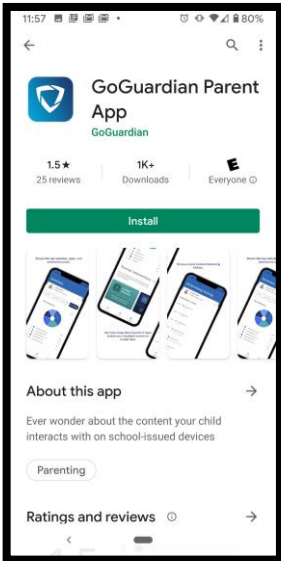 11:57
80%
GoGuardian Parent
App
GoGuardian
1.5★
1K+
E
25 reviews
Downloads
Everyone
Install
About this app
Ever wonder about the content your child
interacts with on school-issued devices
Parenting
Ratings and reviews